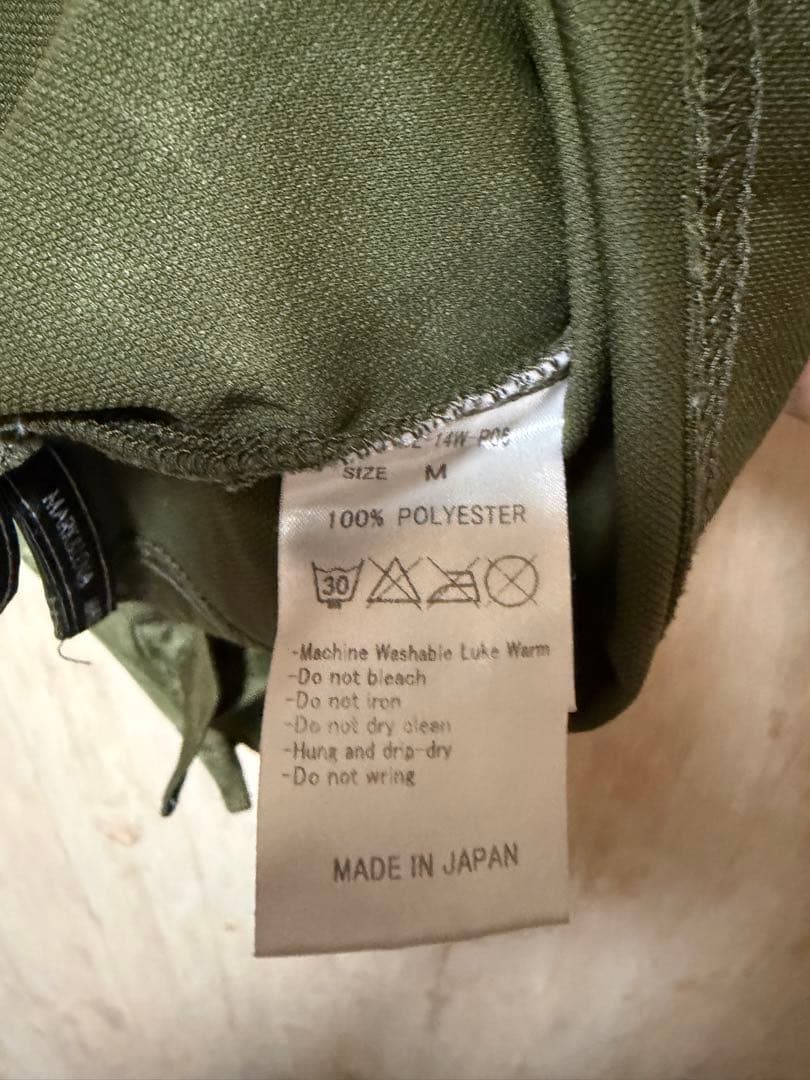 SIZE M
100% POLYESTER
30
-Machine Washable Luke Warm
-Do not bleach
-Do not iron
-Do not dry clean
-Hung and drip-dry
-Do not wring
MADE IN JAPAN